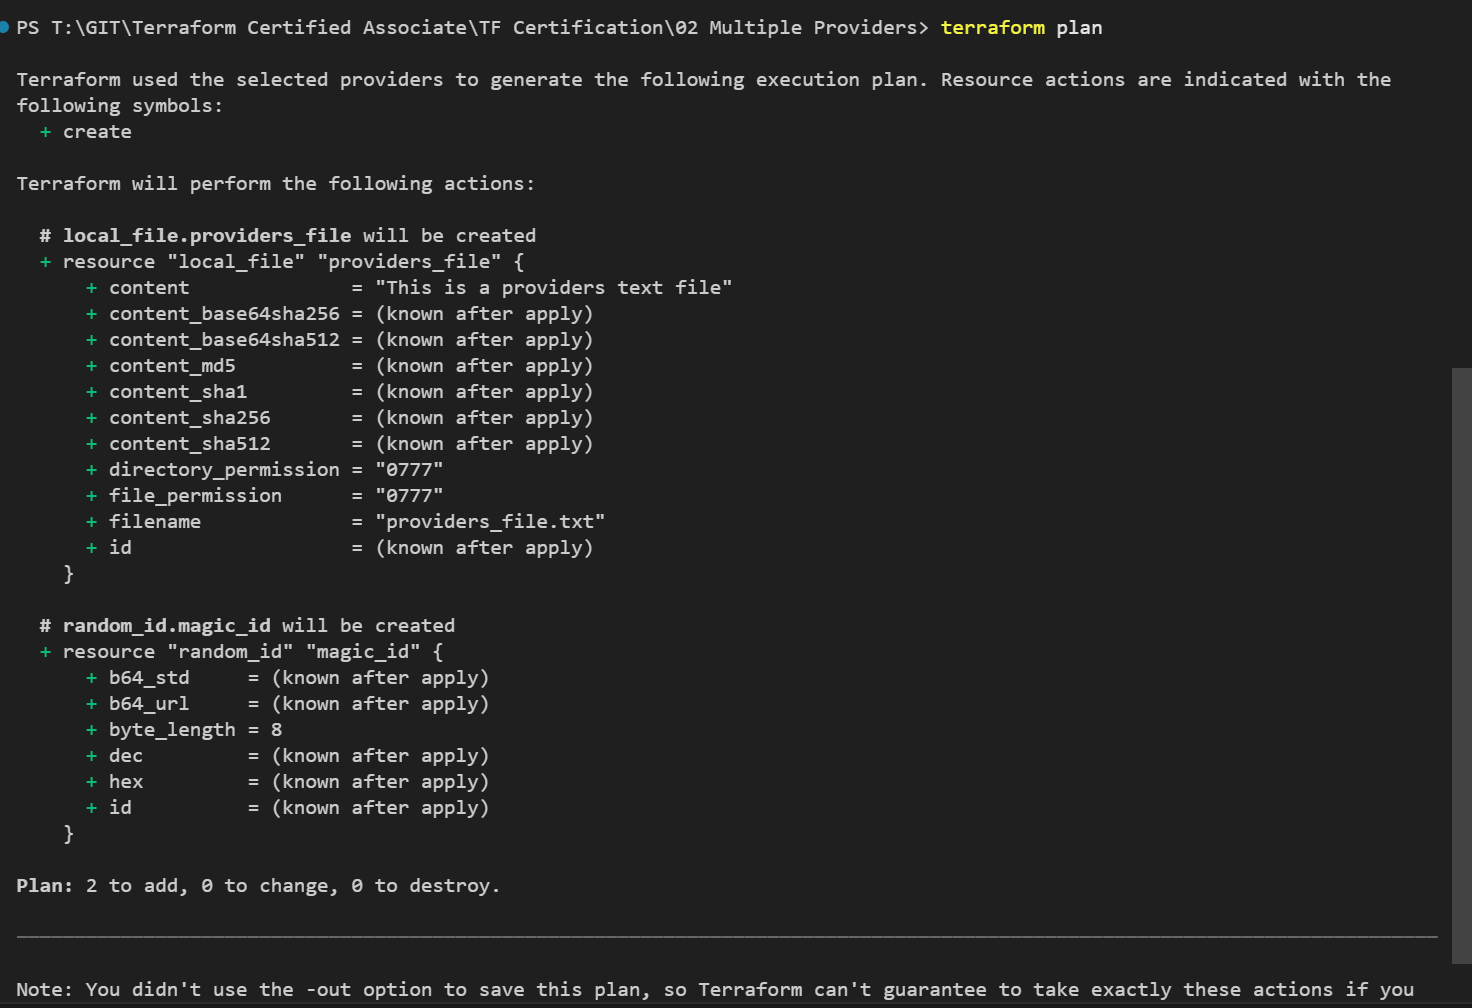 PS T:\GIT\Terraform Certified Associate\TF Certification\02 Multiple Providers> terraform plan
Terraform used the selected providers to generate the following execution plan. Resource actions are indicated with the
following symbols:
  + create
Terraform will perform the following actions:
  # local_file.providers_file will be created
  + resource "local_file" "providers_file" {
      + content              = "This is a providers text file"
      + content_base64sha256 = (known after apply)
      + content_base64sha512 = (known after apply)
      + content_md5          = (known after apply)
      + content_sha1         = (known after apply)
      + content_sha256       = (known after apply)
      + content_sha512       = (known after apply)
      + directory_permission = "0777"
      + file_permission      = "0777"
      + filename             = "providers_file.txt"
      + id                   = (known after apply)
    }
  # random_id.magic_id will be created
  + resource "random_id" "magic_id" {
      + b64_std     = (known after apply)
      + b64_url     = (known after apply)
      + byte_length = 8
      + dec         = (known after apply)
      + hex         = (known after apply)
      + id          = (known after apply)
    }
Plan: 2 to add, 0 to change, 0 to destroy.
Note: You didn't use the -out option to save this plan, so Terraform can't guarantee to take exactly these actions if you